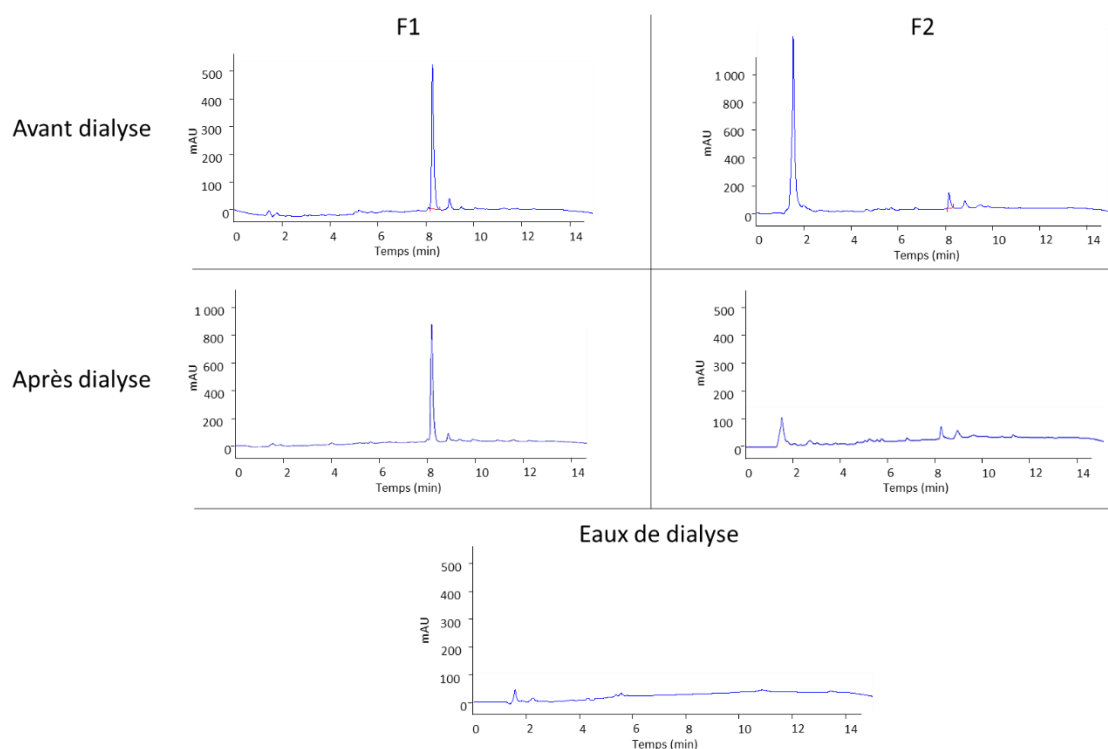 F1
F2
Avant dialyse
mAU
500
400
300
200
100
0
0 2 4 6 8 10 12 14
Temps (min)
mAU
1 000
800
600
400
200
0
0 2 4 6 8 10 12 14
Temps (min)
Après dialyse
mAU
1 000
800
600
400
200
0
0 2 4 6 8 10 12 14
Temps (min)
mAU
500
400
300
200
100
0
0 2 4 6 8 10 12 14
Temps (min)
Eaux de dialyse
mAU
500
400
300
200
100
0
0 2 4 6 8 10 12 14
Temps (min)